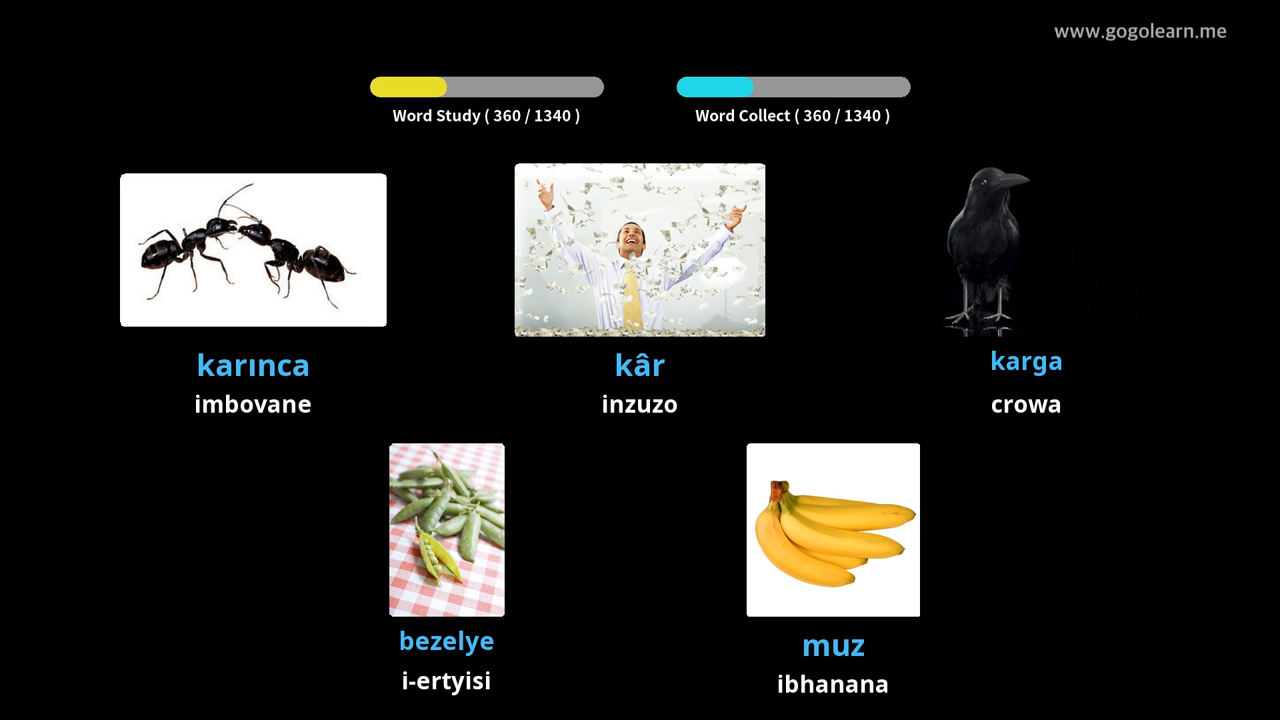 www.gogolearn.me
Word Study ( 360 / 1340 )
Word Collect ( 360 / 1340 )
karınca
imbovane
kâr
inzuzo
karga
crowa
bezelye
i-ertyisi
muz
ibhanana